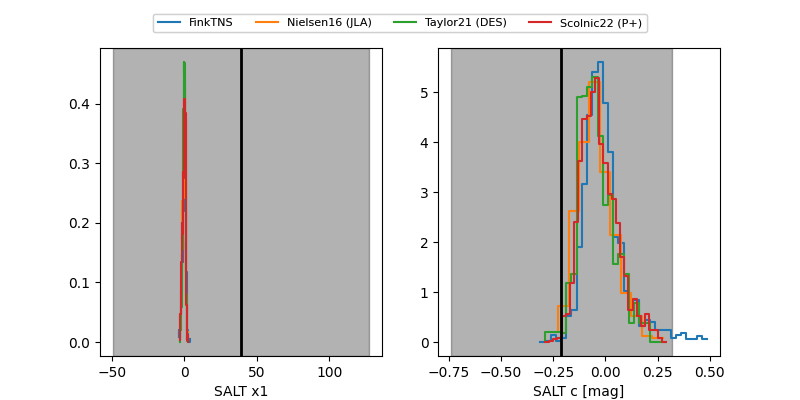 FinkTNS Nielsen16 (JLA) Taylor21 (DES) Scolnic22 (P+)
0.4
0.3
0.2
0.1
0.0
−50 0 50 100
SALT x1
5
4
3
2
1
0
−0.75 −0.50 −0.25 0.00 0.25 0.50
SALT c [mag]